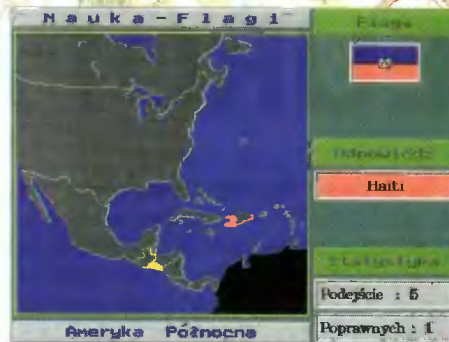 Nauka - Flagi
Flaga
Odpowiedź
Haiti
Statystyka
Podejście : 5
Poprawnych : 1
Ameryka Północna